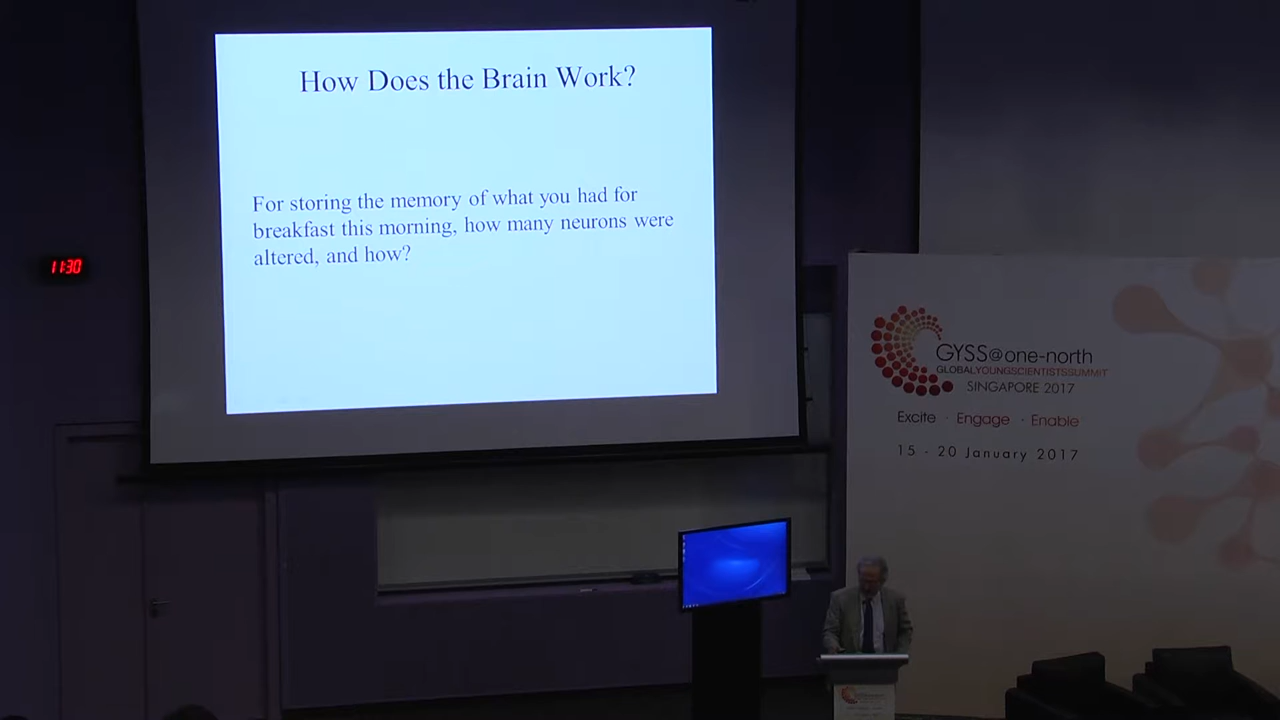 How Does the Brain Work?
For storing the memory of what you had for
breakfast this morning, how many neurons were
altered, and how?
11:30
GYSS@one-north
GLOBALYOUNGSCIENTISTSSUMMIT
SINGAPORE 2017
Excite · Engage · Enable
15 - 20 January 2017